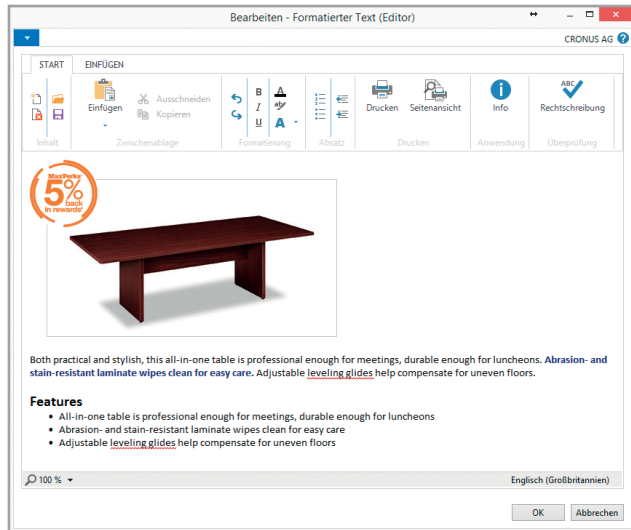 Bearbeiten - Formatierter Text (Editor)
CRONUS AG
START EINFÜGEN
Einfügen
Ausschneiden
Kopieren
B A
I ab
U A
Drucken Seitenansicht
Info
ABC
Rechtschreibung
Inhalt Zwischenablage Formatierung Absatz Drucken Anwendung Überprüfung
MaxPerks
5%
back
in rewards
Both practical and stylish, this all-in-one table is professional enough for meetings, durable enough for luncheons. Abrasion- and
stain-resistant laminate wipes clean for easy care. Adjustable leveling glides help compensate for uneven floors.
Features
• All-in-one table is professional enough for meetings, durable enough for luncheons
• Abrasion- and stain-resistant laminate wipes clean for easy care
• Adjustable leveling glides help compensate for uneven floors
100 % Englisch (Großbritannien)
OK Abbrechen